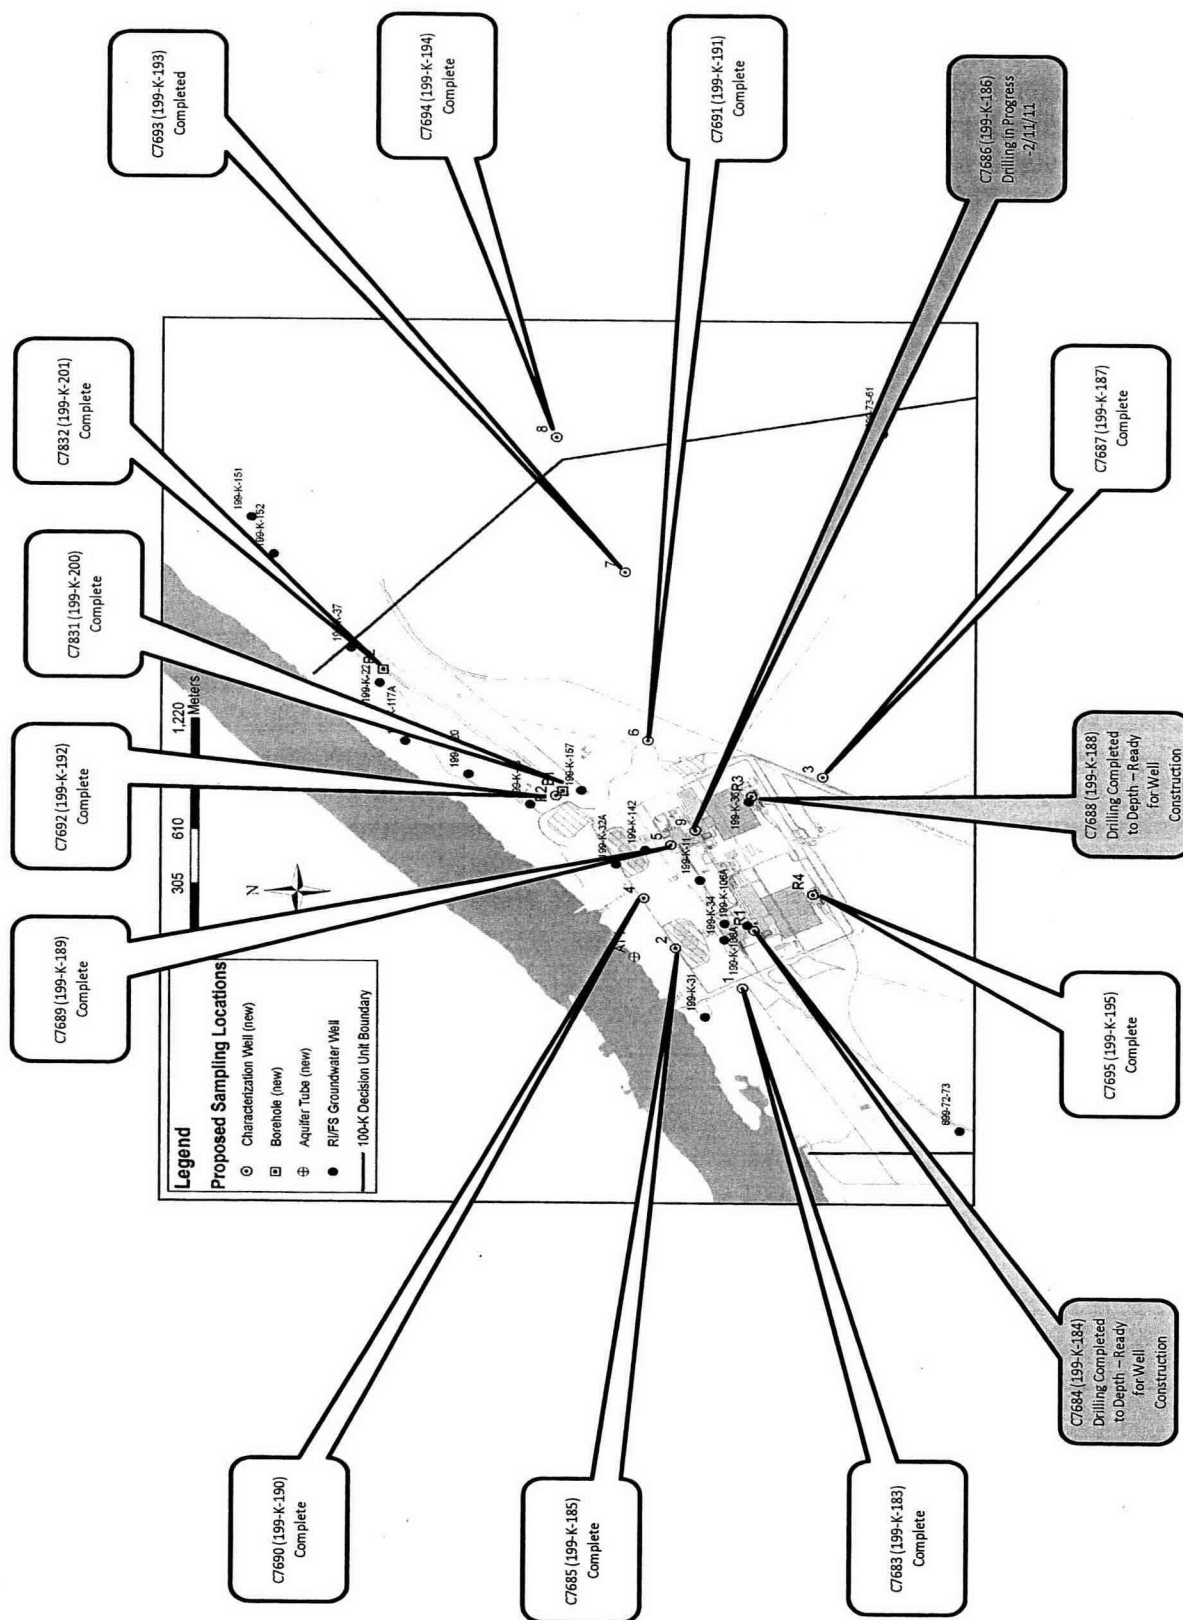 C7689 (199-K-189)
Complete
C7692 (199-K-192)
Complete
C7831 (199-K-200)
Complete
C7832 (199-K-201)
Complete
C7693 (199-K-193)
Completed
C7694 (199-K-194)
Complete
C7691 (199-K-191)
Complete
C7686 (199-K-186)
Drilling in Progress
-2/11/11
C7687 (199-K-187)
Complete
C7688 (199-K-188)
Drilling Completed
to Depth – Ready
for Well
Construction
C7695 (199-K-195)
Complete
C7684 (199-K-184)
Drilling Completed
to Depth – Ready
for Well
Construction
C7683 (199-K-183)
Complete
C7685 (199-K-185)
Complete
C7690 (199-K-190)
Complete
Legend
Proposed Sampling Locations
Characterization Well (new)
Borehole (new)
Aquifer Tube (new)
RI/FS Groundwater Well
100-K Decision Unit Boundary
N
305
610
1,220
Meters
199-K-151
199-K-152
199-K-22
199-K-157
199-K-142
199-K-32A
199-K-11
199-K-106A
199-K-34
199-K-106A
199-K-31
699-72-73
1
2
3
4
5
6
7
8
9
R1
R2
R3
R4
B1